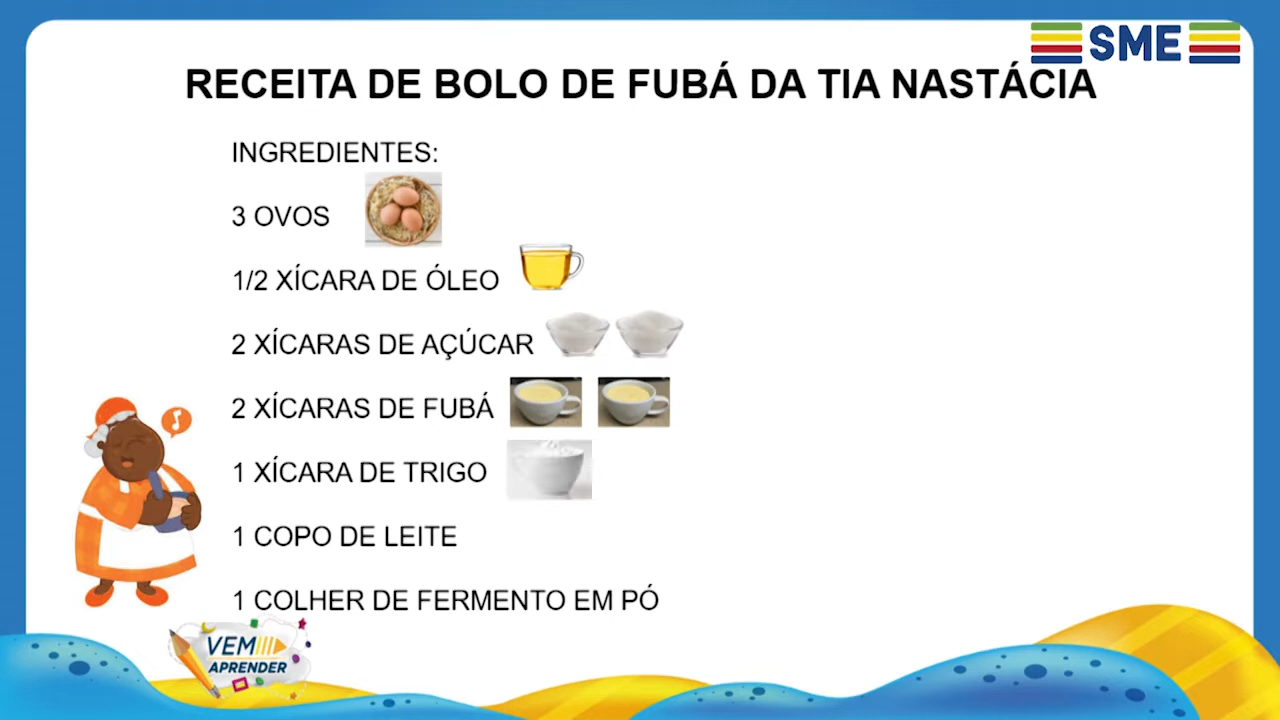 SME
RECEITA DE BOLO DE FUBÁ DA TIA NASTÁCIA
INGREDIENTES:
3 OVOS
1/2 XÍCARA DE ÓLEO
2 XÍCARAS DE AÇÚCAR
2 XÍCARAS DE FUBÁ
1 XÍCARA DE TRIGO
1 COPO DE LEITE
1 COLHER DE FERMENTO EM PÓ
VEM
APRENDER